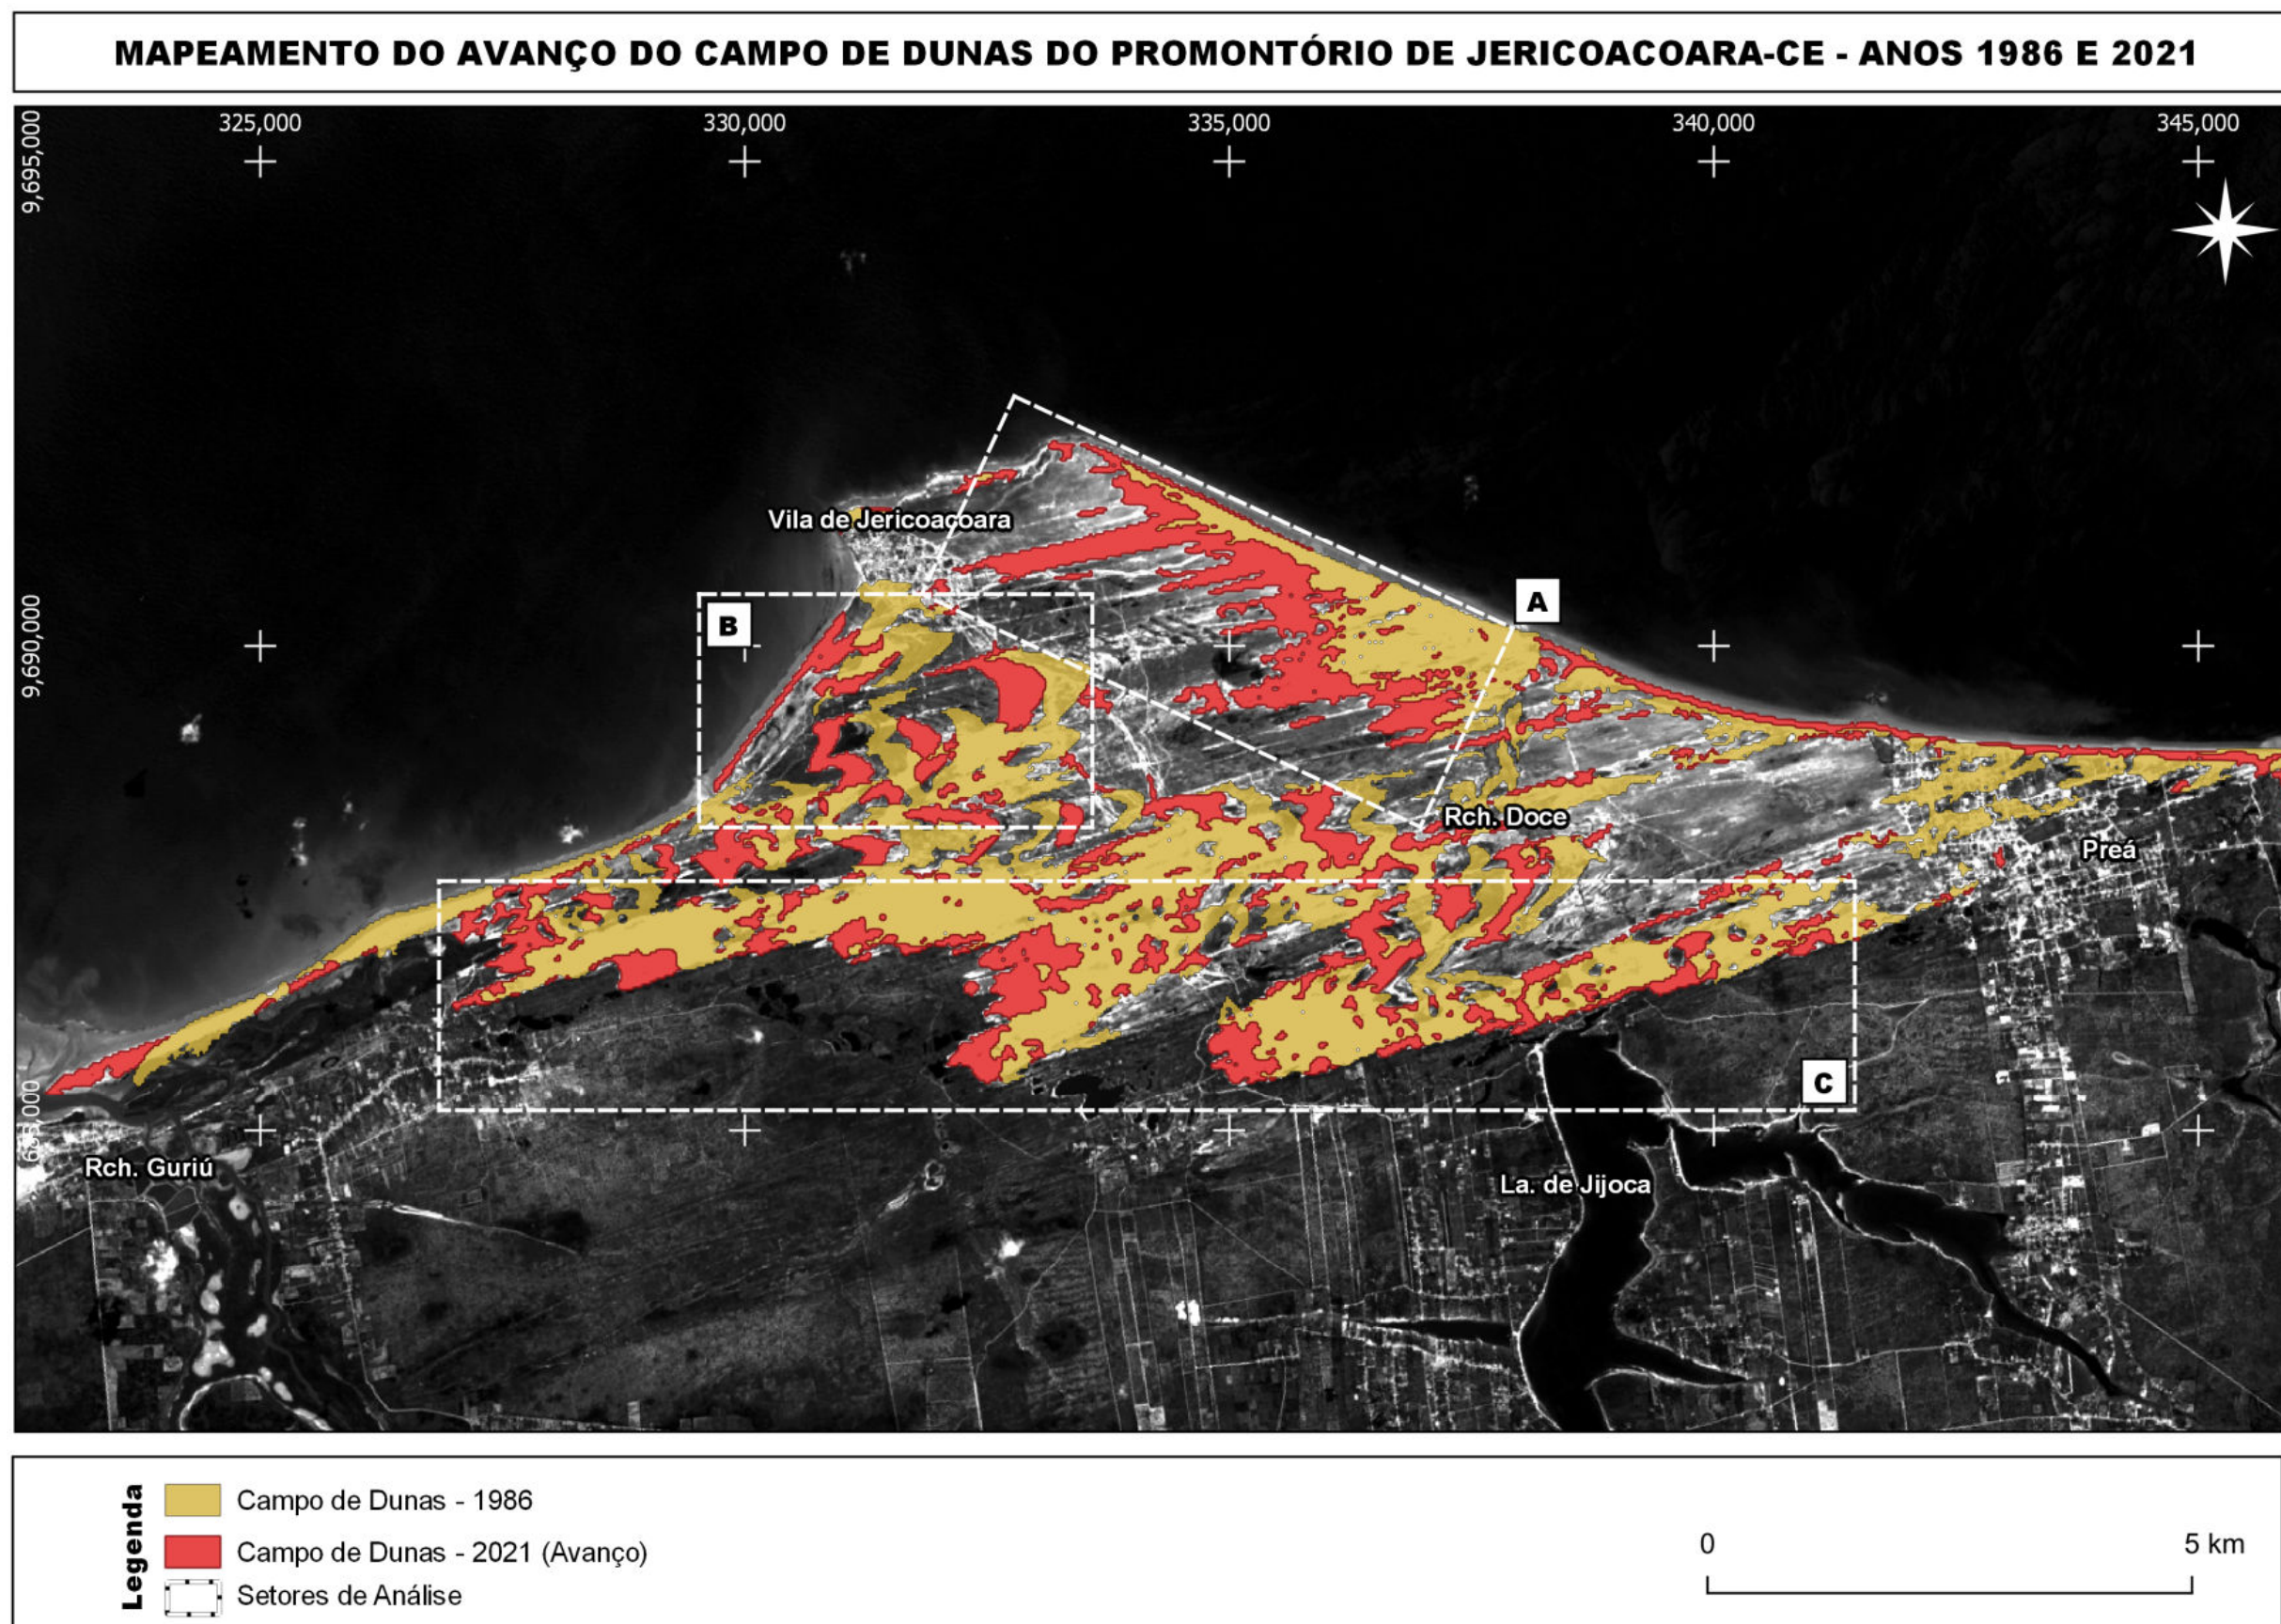 MAPEAMENTO DO AVANÇO DO CAMPO DE DUNAS DO PROMONTÓRIO DE JERICOACOARA-CE - ANOS 1986 E 2021
325,000 330,000 335,000 340,000 345,000
9,695,000
Vila de Jericoacoara
A
B
9,690,000
Rch. Doce
Preá
C
Rch. Guriú
La. de Jijoca
Legenda
Campo de Dunas - 1986
Campo de Dunas - 2021 (Avanço)
Setores de Análise
0 5 km